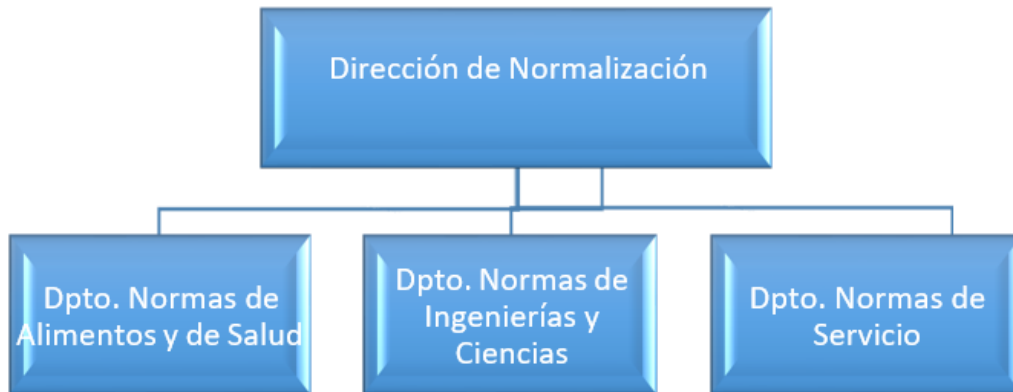 Dirección de Normalización
Dpto. Normas de
Alimentos y de Salud
Dpto. Normas de
Ingenierías y
Ciencias
Dpto. Normas de
Servicio